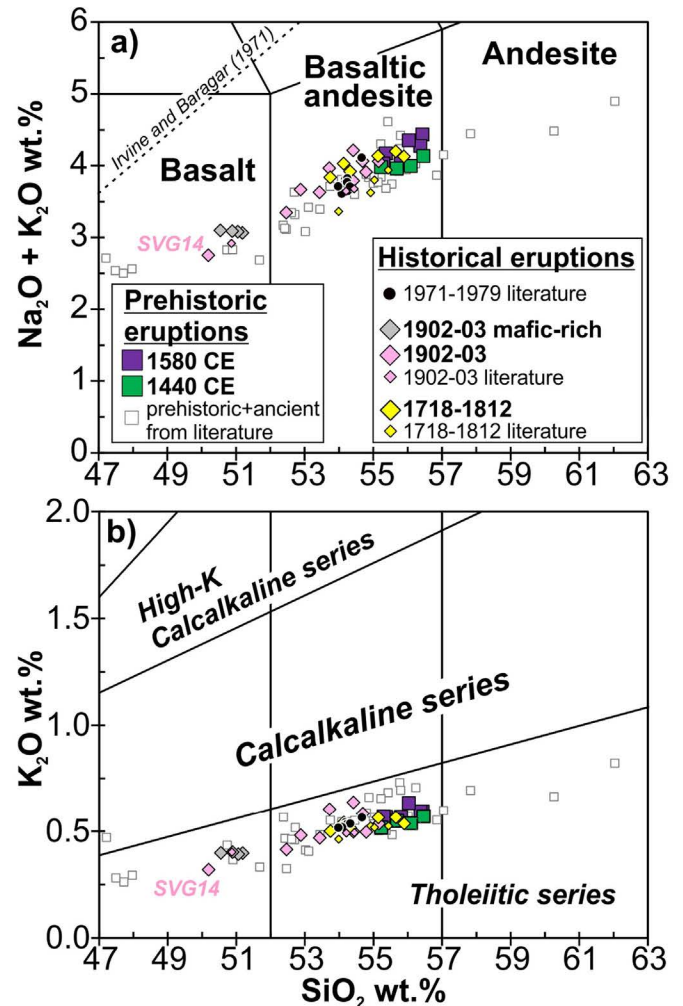 a)
Irvine and Baragar (1971)
Basalt
Basaltic
andesite
Andesite
SVG14
Na2O + K2O wt.%
6
5
4
3
2
1
0
Prehistoric
eruptions
1580 CE
1440 CE
prehistoric+ancient
from literature
Historical eruptions
1971-1979 literature
1902-03 mafic-rich
1902-03
1902-03 literature
1718-1812
1718-1812 literature
47 49 51 53 55 57 59 61 63
b)
High-K
Calcalkaline series
Calcalkaline series
SVG14
Tholeiitic series
K2O wt.%
2.0
1.5
1.0
0.5
0.0
47 49 51 53 55 57 59 61 63
SiO2 wt.%